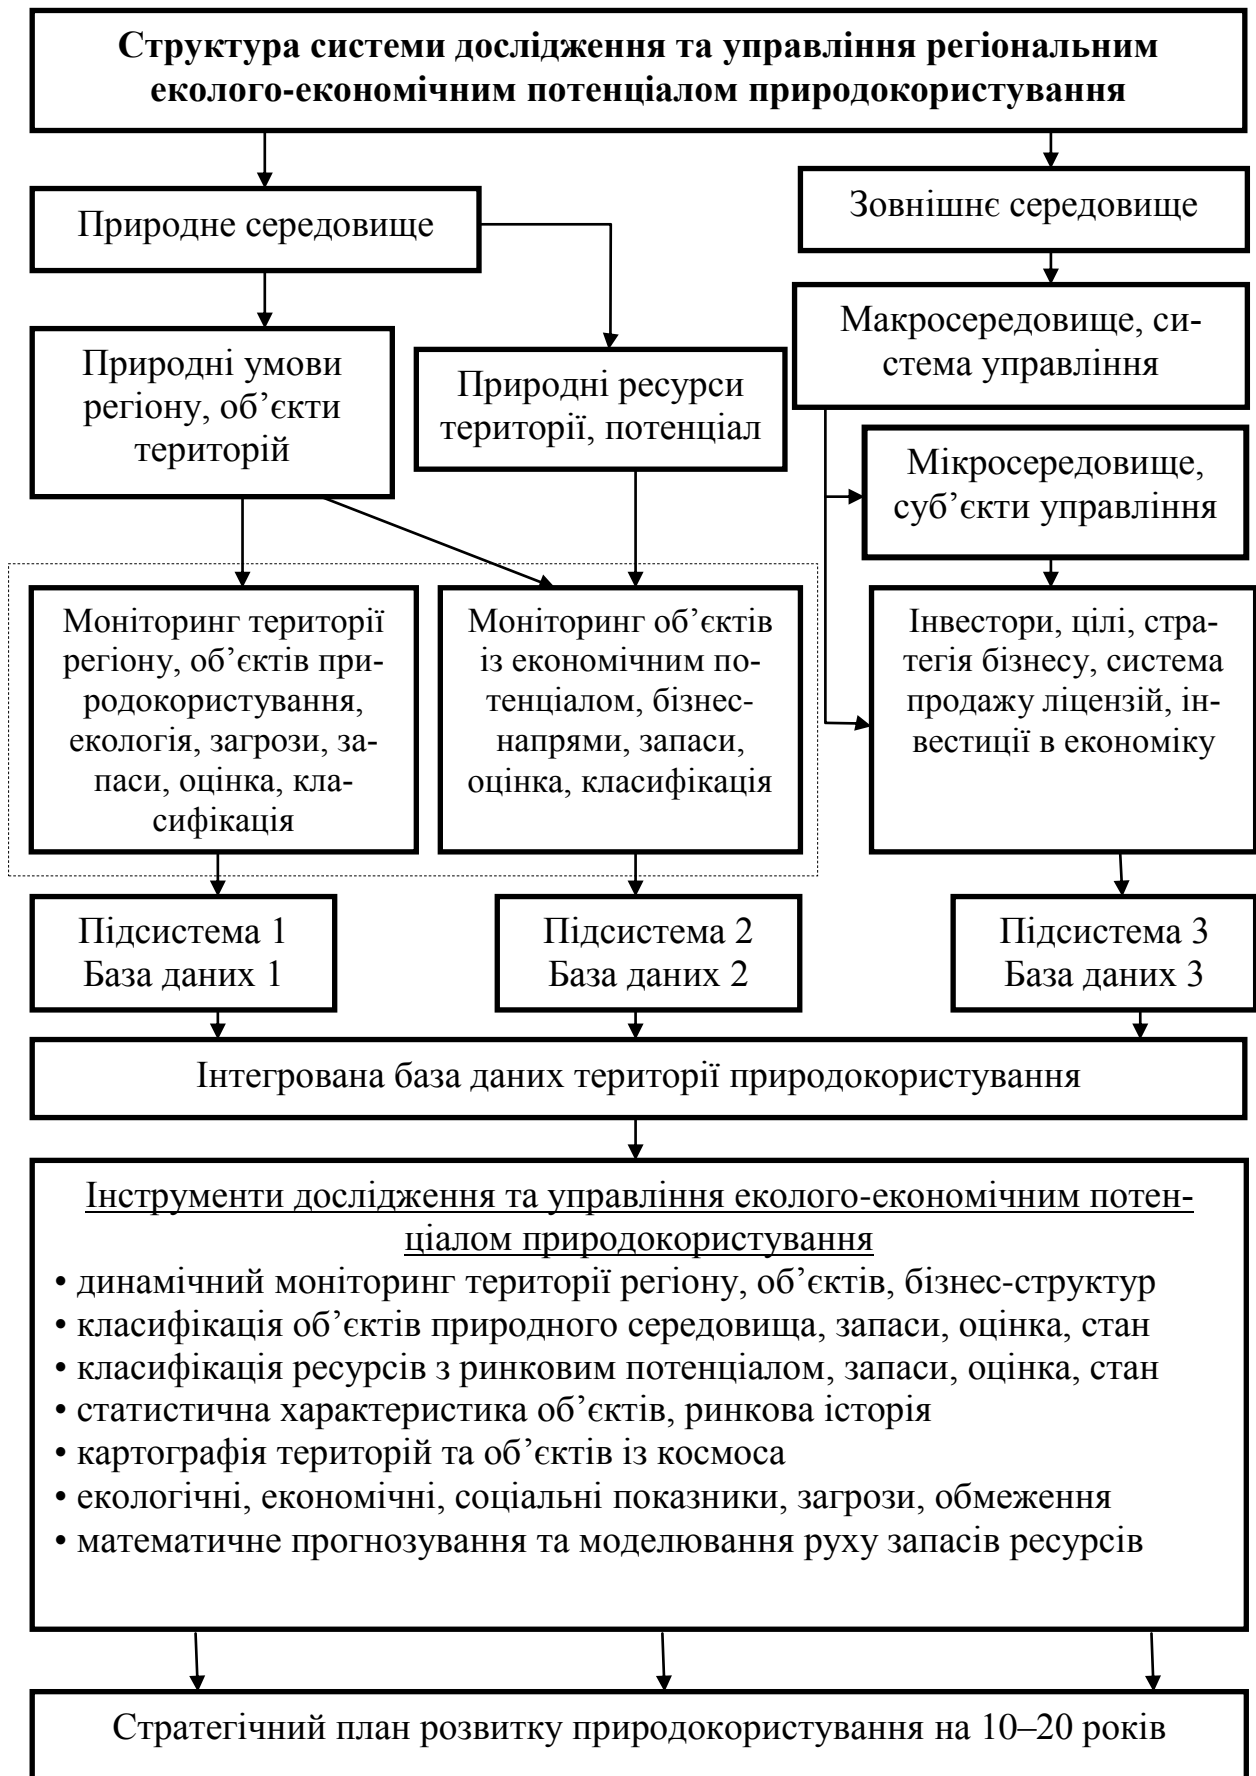 Структура системи дослідження та управління регіональним
еколого-економічним потенціалом природокористування
Природне середовище
Зовнішнє середовище
Природні умови
регіону, об’єкти
територій
Природні ресурси
території, потенціал
Макросередовище, си-
стема управління
Мікросередовище,
суб’єкти управління
Моніторинг території
регіону, об’єктів при-
родокористування,
екологія, загрози, за-
паси, оцінка, кла-
сифікація
Моніторинг об’єктів
із економічним по-
тенціалом, бізнес-
напрями, запаси,
оцінка, класифікація
Інвестори, цілі, стра-
тегія бізнесу, система
продажу ліцензій, ін-
вестиції в економіку
Підсистема 1
База даних 1
Підсистема 2
База даних 2
Підсистема 3
База даних 3
Інтегрована база даних території природокористування
Інструменти дослідження та управління еколого-економічним потен-
ціалом природокористування
• динамічний моніторинг території регіону, об’єктів, бізнес-структур
• класифікація об’єктів природного середовища, запаси, оцінка, стан
• класифікація ресурсів з ринковим потенціалом, запаси, оцінка, стан
• статистична характеристика об’єктів, ринкова історія
• картографія територій та об’єктів із космоса
• екологічні, економічні, соціальні показники, загрози, обмеження
• математичне прогнозування та моделювання руху запасів ресурсів
Стратегічний план розвитку природокористування на 10–20 років